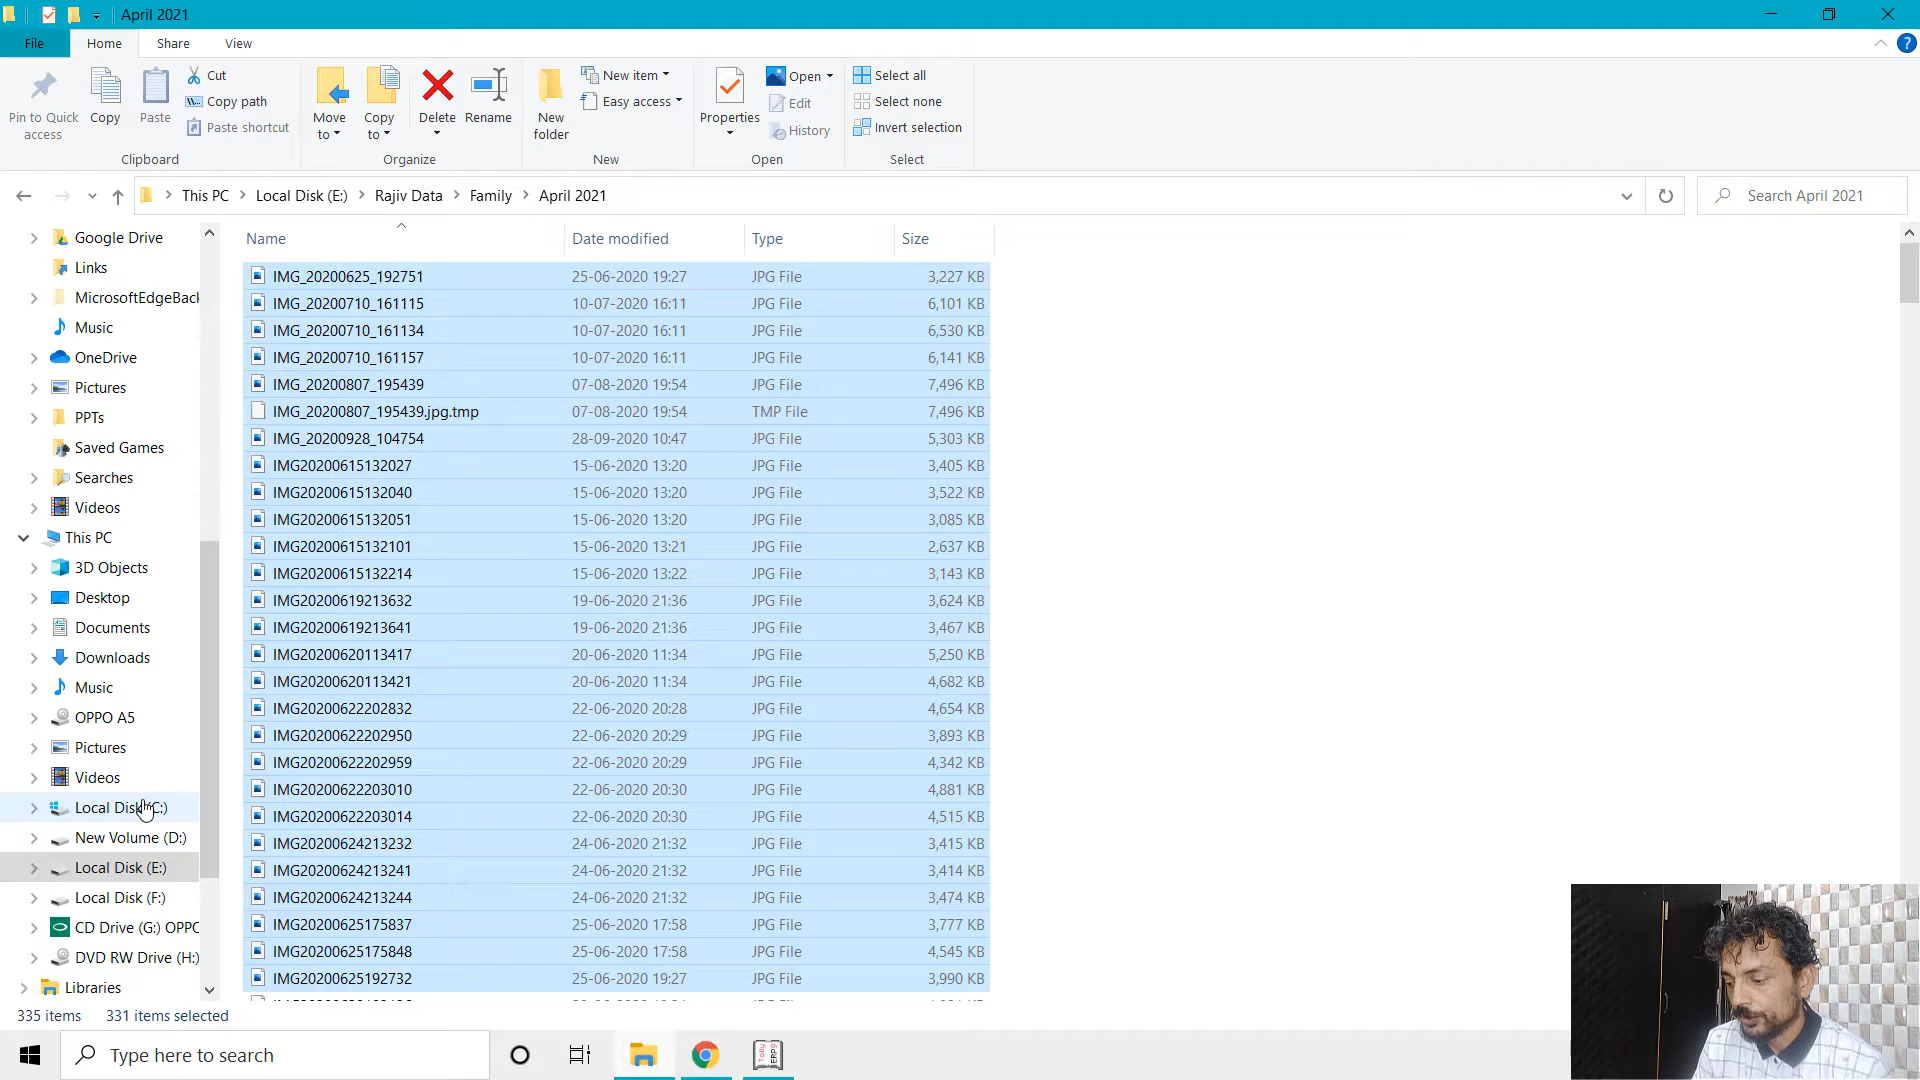 April 2021
File Home Share View
Pin to Quick access
Copy
Paste
Cut
Copy path
Paste shortcut
Clipboard
Move to
Copy to
Delete
Rename
Organize
New folder
New item
Easy access
New
Properties
Open
Edit
History
Open
Select all
Select none
Invert selection
Select
This PC Local Disk (E:) Rajiv Data Family April 2021
Search April 2021
Google Drive
Links
MicrosoftEdgeBack
Music
OneDrive
Pictures
PPTs
Saved Games
Searches
Videos
This PC
3D Objects
Desktop
Documents
Downloads
Music
OPPO A5
Pictures
Videos
Local Disk (C:)
New Volume (D:)
Local Disk (E:)
Local Disk (F:)
CD Drive (G:) OPPO
DVD RW Drive (H:)
Libraries
Name Date modified Type Size
IMG_20200625_192751 25-06-2020 19:27 JPG File 3,227 KB
IMG_20200710_161115 10-07-2020 16:11 JPG File 6,101 KB
IMG_20200710_161134 10-07-2020 16:11 JPG File 6,530 KB
IMG_20200710_161157 10-07-2020 16:11 JPG File 6,141 KB
IMG_20200807_195439 07-08-2020 19:54 JPG File 7,496 KB
IMG_20200807_195439.jpg.tmp 07-08-2020 19:54 TMP File 7,496 KB
IMG_20200928_104754 28-09-2020 10:47 JPG File 5,303 KB
IMG20200615132027 15-06-2020 13:20 JPG File 3,405 KB
IMG20200615132040 15-06-2020 13:20 JPG File 3,522 KB
IMG20200615132051 15-06-2020 13:20 JPG File 3,085 KB
IMG20200615132101 15-06-2020 13:21 JPG File 2,637 KB
IMG20200615132214 15-06-2020 13:22 JPG File 3,143 KB
IMG20200619213632 19-06-2020 21:36 JPG File 3,624 KB
IMG20200619213641 19-06-2020 21:36 JPG File 3,467 KB
IMG20200620113417 20-06-2020 11:34 JPG File 5,250 KB
IMG20200620113421 20-06-2020 11:34 JPG File 4,682 KB
IMG20200622202832 22-06-2020 20:28 JPG File 4,654 KB
IMG20200622202950 22-06-2020 20:29 JPG File 3,893 KB
IMG20200622202959 22-06-2020 20:29 JPG File 4,342 KB
IMG20200622203010 22-06-2020 20:30 JPG File 4,881 KB
IMG20200622203014 22-06-2020 20:30 JPG File 4,515 KB
IMG20200624213232 24-06-2020 21:32 JPG File 3,415 KB
IMG20200624213241 24-06-2020 21:32 JPG File 3,414 KB
IMG20200624213244 24-06-2020 21:32 JPG File 3,474 KB
IMG20200625175837 25-06-2020 17:58 JPG File 3,777 KB
IMG20200625175848 25-06-2020 17:58 JPG File 4,545 KB
IMG20200625192732 25-06-2020 19:27 JPG File 3,990 KB
335 items 331 items selected
Type here to search
Tally
ERP9